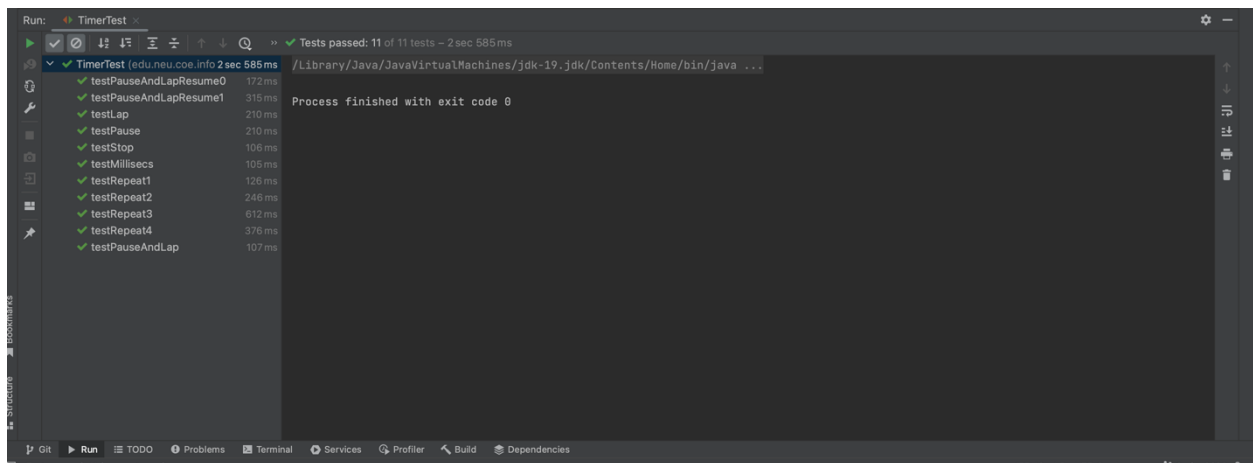 Run: TimerTest ×
» ✔ Tests passed: 11 of 11 tests – 2 sec 585 ms
TimerTest (edu.neu.coe.info 2 sec 585 ms
testPauseAndLapResume0 172 ms
testPauseAndLapResume1 315 ms
testLap 210 ms
testPause 210 ms
testStop 106 ms
testMillisecs 105 ms
testRepeat1 126 ms
testRepeat2 246 ms
testRepeat3 612 ms
testRepeat4 376 ms
testPauseAndLap 107 ms
/Library/Java/JavaVirtualMachines/jdk-19.jdk/Contents/Home/bin/java ...
Process finished with exit code 0
Bookmarks
Structure
Git Run TODO Problems Terminal Services Profiler Build Dependencies